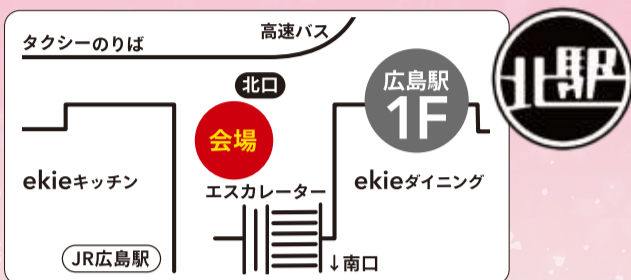 タクシーのりば
高速バス
北口
広島駅
1F
北駅
会場
ekieキッチン
エスカレーター
ekieダイニング
JR広島駅
↓南口